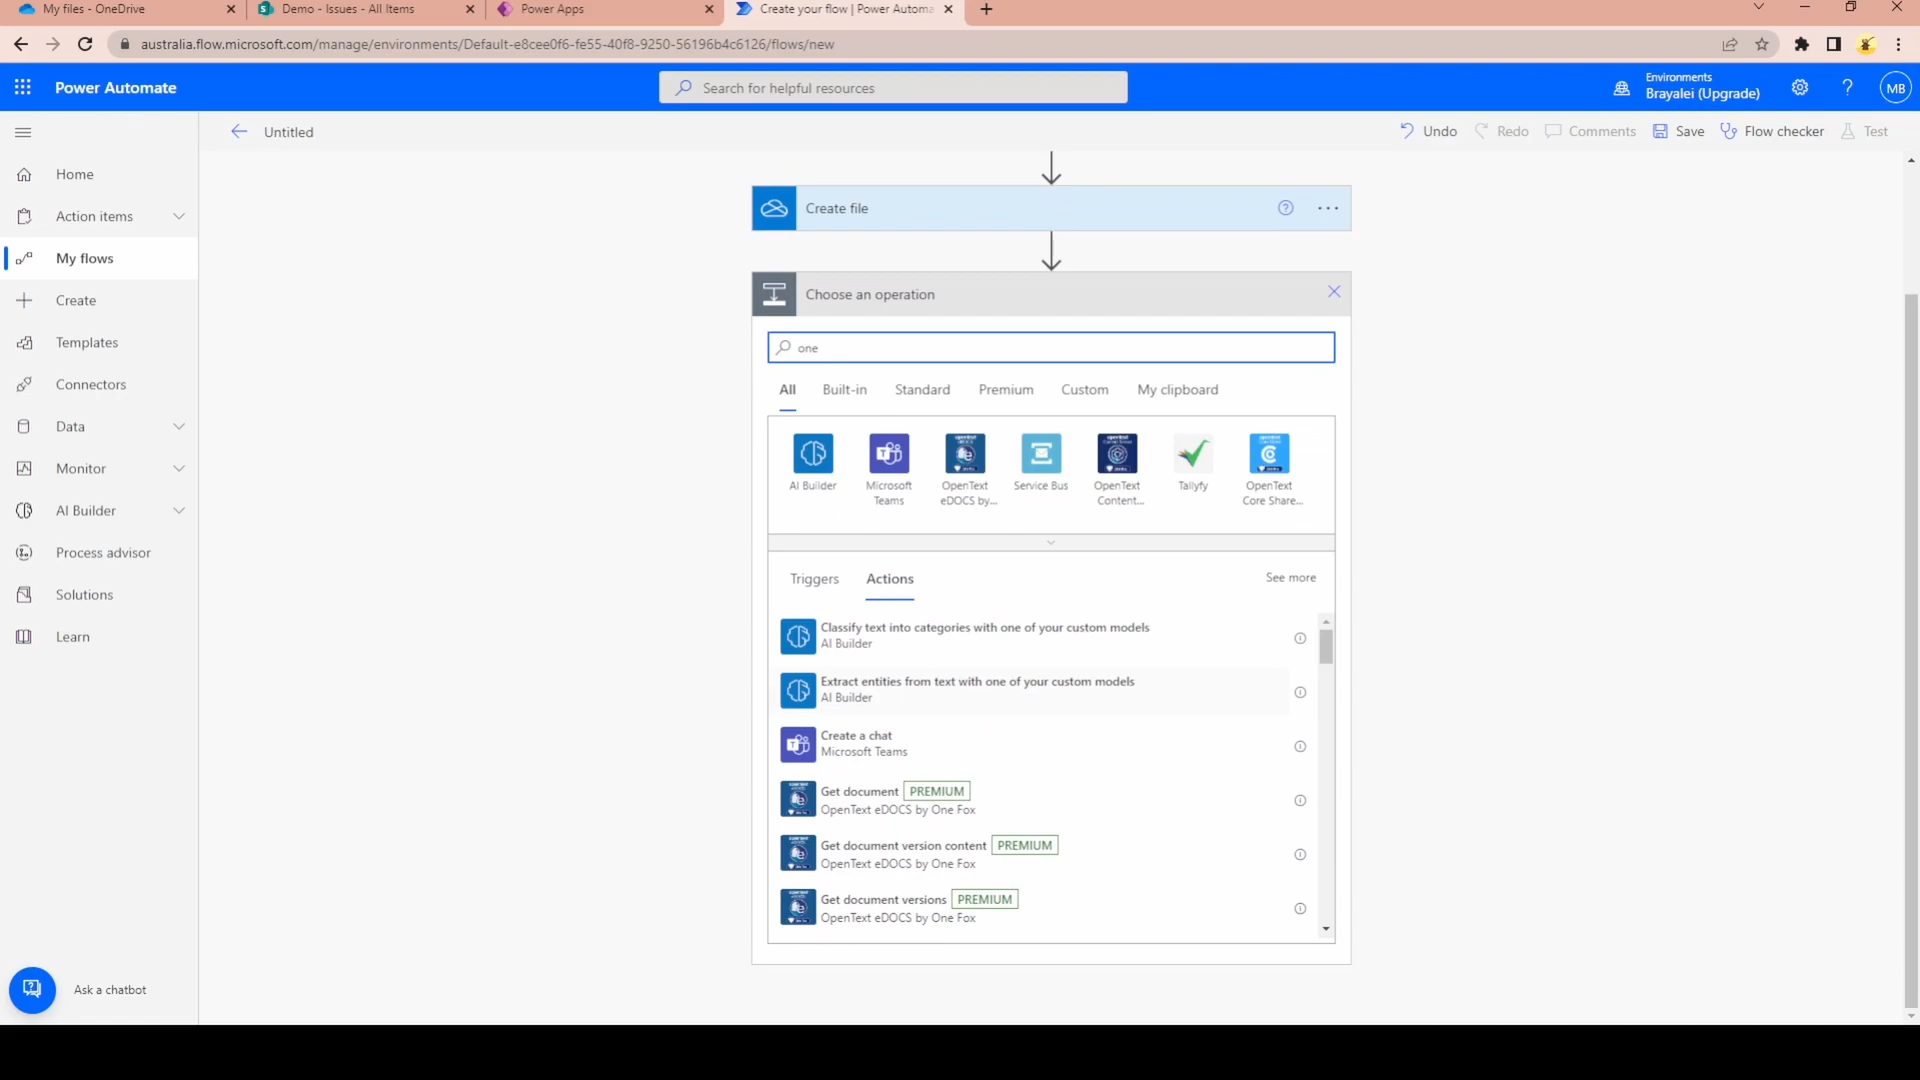 My files - OneDrive
Demo - Issues - All Items
Power Apps
Create your flow | Power Automa
australia.flow.microsoft.com/manage/environments/Default-e8cee0f6-fe55-40f8-9250-56196b4c6126/flows/new
Power Automate
Search for helpful resources
Environments
Brayalei (Upgrade)
MB
Untitled
Undo
Redo
Comments
Save
Flow checker
Test
Home
Action items
My flows
Create
Templates
Connectors
Data
Monitor
AI Builder
Process advisor
Solutions
Learn
Ask a chatbot
Create file
Choose an operation
one
All
Built-in
Standard
Premium
Custom
My clipboard
AI Builder
Microsoft
Teams
OpenText
eDOCS by...
Service Bus
OpenText
Content...
Tallyfy
OpenText
Core Share...
Triggers
Actions
See more
Classify text into categories with one of your custom models
AI Builder
Extract entities from text with one of your custom models
AI Builder
Create a chat
Microsoft Teams
Get document PREMIUM
OpenText eDOCS by One Fox
Get document version content PREMIUM
OpenText eDOCS by One Fox
Get document versions PREMIUM
OpenText eDOCS by One Fox